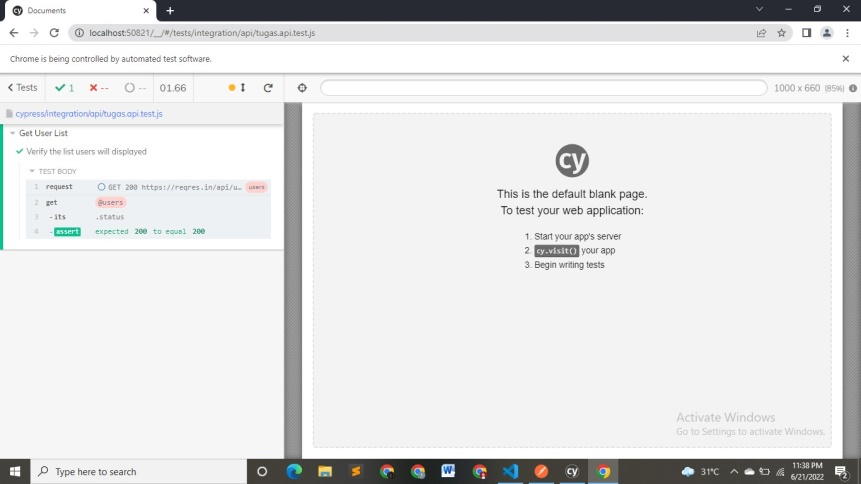 cy Documents
localhost:50821/__/#/tests/integration/api/tugas.api.test.js
Chrome is being controlled by automated test software.
Tests 1 -- -- 01.66 1000 x 660 (85%)
cypress/integration/api/tugas.api.test.js
Get User List
Verify the list users will displayed
TEST BODY
1 request GET 200 https://reqres.in/api/u... users
2 get @users
3 -its .status
4 -assert expected 200 to equal 200
cy
This is the default blank page.
To test your web application:
1. Start your app's server
2. cy.visit() your app
3. Begin writing tests
Activate Windows
Go to Settings to activate Windows.
Type here to search
cy
31°C
11:38 PM
6/21/2022
2